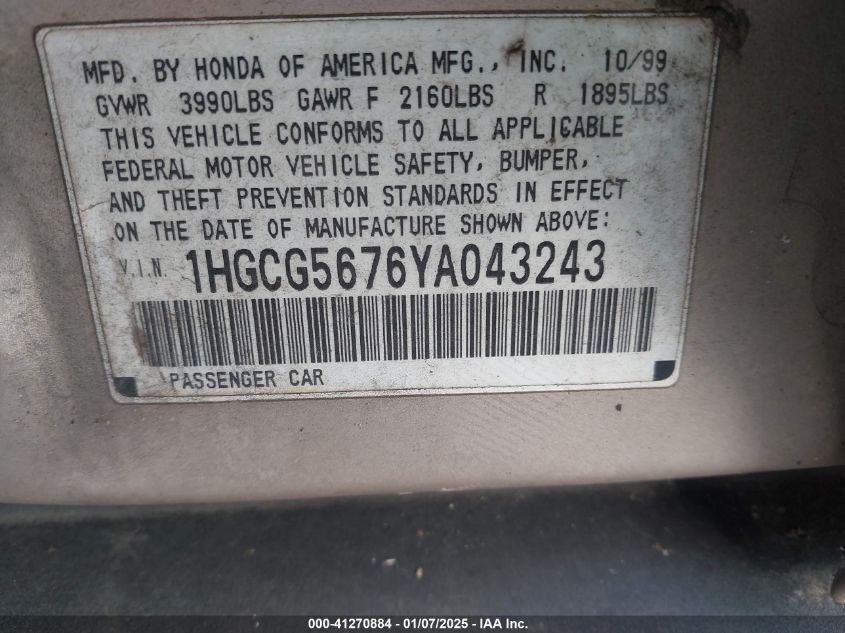 MFD. BY HONDA OF AMERICA MFG., INC. 10/99
GVWR 3990LBS GAWR F 2160LBS R 1895LBS
THIS VEHICLE CONFORMS TO ALL APPLICABLE
FEDERAL MOTOR VEHICLE SAFETY, BUMPER,
AND THEFT PREVENTION STANDARDS IN EFFECT
ON THE DATE OF MANUFACTURE SHOWN ABOVE:
V.I.N. 1HGCG5676YA043243
PASSENGER CAR
000-41270884 - 01/07/2025 - IAA Inc.